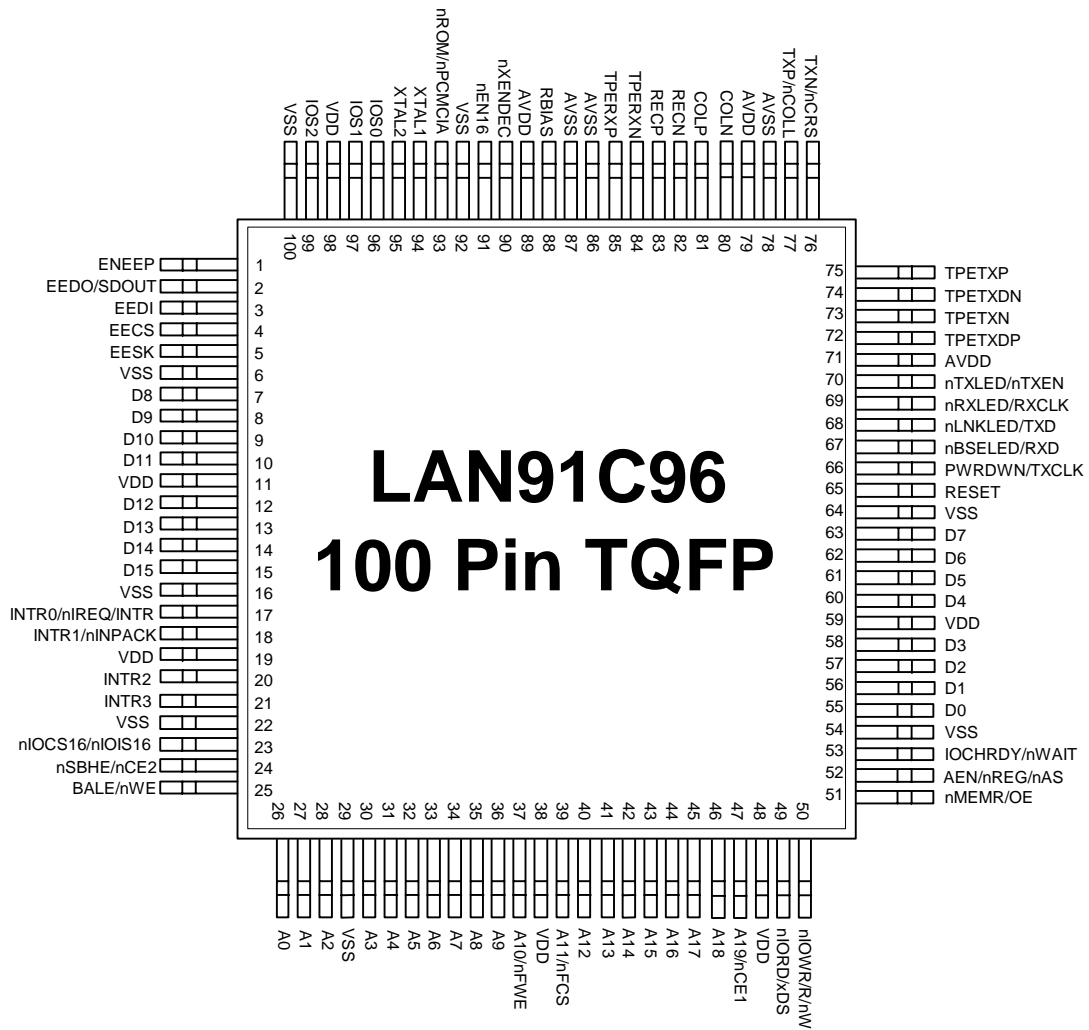 VSS
IOS2
VDD
IOS1
IOS0
XTAL2
XTAL1
nROM/nPCMCIA
VSS
nEN16
nXENDEC
AVDD
RBIAS
AVSS
AVSS
TPERXP
TPERXN
RECP
RECN
COLP
COLN
AVDD
AVSS
TXP/nCOLL
TXN/nCRS
100
99
98
97
96
95
94
93
92
91
90
89
88
87
86
85
84
83
82
81
80
79
78
77
76
ENEEP 1
EEDO/SDOUT 2
EEDI 3
EECS 4
EESK 5
VSS 6
D8 7
D9 8
D10 9
D11 10
VDD 11
D12 12
D13 13
D14 14
D15 15
VSS 16
INTR0/nIREQ/INTR 17
INTR1/nINPACK 18
VDD 19
INTR2 20
INTR3 21
VSS 22
nIOCS16/nIOIS16 23
nSBHE/nCE2 24
BALE/nWE 25
LAN91C96
100 Pin TQFP
75 TPETXP
74 TPETXDN
73 TPETXN
72 TPETXDP
71 AVDD
70 nTXLED/nTXEN
69 nRXLED/RXCLK
68 nLNKLED/TXD
67 nBSELED/RXD
66 PWRDWN/TXCLK
65 RESET
64 VSS
63 D7
62 D6
61 D5
60 D4
59 VDD
58 D3
57 D2
56 D1
55 D0
54 VSS
53 IOCHRDY/nWAIT
52 AEN/nREG/nAS
51 nMEMR/OE
26
27
28
29
30
31
32
33
34
35
36
37
38
39
40
41
42
43
44
45
46
47
48
49
50
A0
A1
A2
VSS
A3
A4
A5
A6
A7
A8
A9
A10/nFWE
VDD
A11/nFCS
A12
A13
A14
A15
A16
A17
A18
A19/nCE1
VDD
nIORD/xDS
nIOWR/R/nW